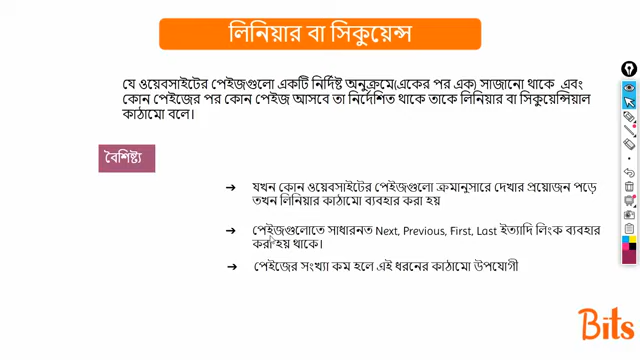 লিনিয়ার বা সিকুয়েন্স
যে ওয়েবসাইটের পেইজগুলো একটি নির্দিষ্ট অনুক্রমে(একের পর এক) সাজানো থাকে এবং
কোন পেইজের পর কোন পেইজ আসবে তা নির্দেশিত থাকে তাকে লিনিয়ার বা সিকুয়েন্সিয়াল
কাঠামো বলে।
বৈশিষ্ট্য
➔ যখন কোন ওয়েবসাইটের পেইজগুলো ক্রমানুসারে দেখার প্রয়োজন পড়ে
তখন লিনিয়ার কাঠামো ব্যবহার করা হয়
➔ পেইজগুলোতে সাধারনত Next, Previous, First, Last ইত্যাদি লিংক ব্যবহার
করা হয় থাকে।
➔ পেইজের সংখ্যা কম হলে এই ধরনের কাঠামো উপযোগী
Bits